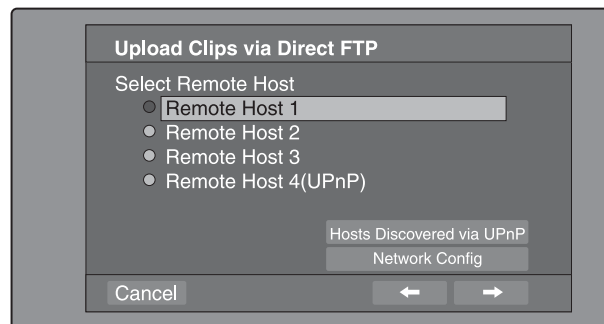 Upload Clips via Direct FTP
Select Remote Host
Remote Host 1
Remote Host 2
Remote Host 3
Remote Host 4(UPnP)
Hosts Discovered via UPnP
Network Config
Cancel